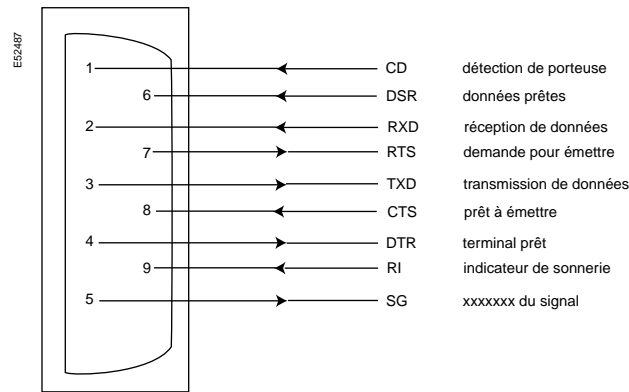 E52487
1 CD détection de porteuse
6 DSR données prêtes
2 RXD réception de données
7 RTS demande pour émettre
3 TXD transmission de données
8 CTS prêt à émettre
4 DTR terminal prêt
9 RI indicateur de sonnerie
5 SG xxxxxxx du signal